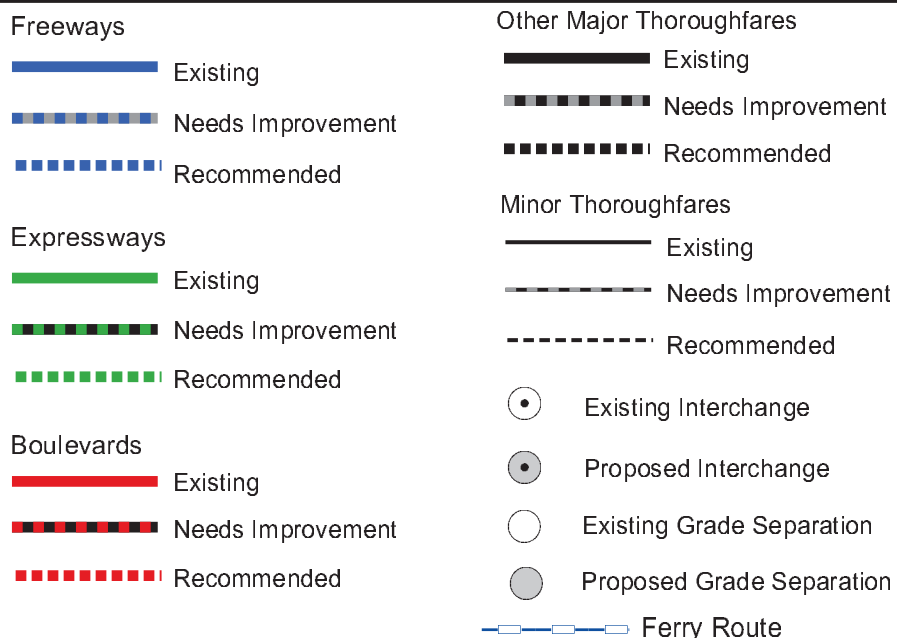 Freeways
Existing
Needs Improvement
Recommended
Expressways
Existing
Needs Improvement
Recommended
Boulevards
Existing
Needs Improvement
Recommended
Other Major Thoroughfares
Existing
Needs Improvement
Recommended
Minor Thoroughfares
Existing
Needs Improvement
Recommended
Existing Interchange
Proposed Interchange
Existing Grade Separation
Proposed Grade Separation
Ferry Route